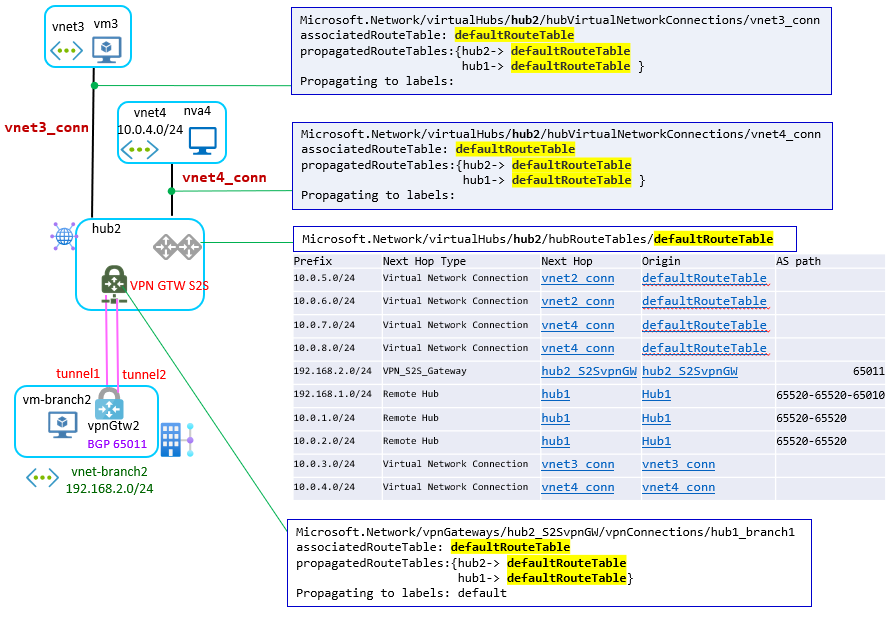 vnet3
vm3
vnet3_conn
vnet4
nva4
10.0.4.0/24
vnet4_conn
hub2
VPN GTW S2S
tunnel1
tunnel2
vm-branch2
vpnGtw2
BGP 65011
vnet-branch2
192.168.2.0/24
Microsoft.Network/virtualHubs/hub2/hubVirtualNetworkConnections/vnet3_conn
associatedRouteTable: defaultRouteTable
propagatedRouteTables:{hub2-> defaultRouteTable
hub1-> defaultRouteTable }
Propagating to labels:
Microsoft.Network/virtualHubs/hub2/hubVirtualNetworkConnections/vnet4_conn
associatedRouteTable: defaultRouteTable
propagatedRouteTables:{hub2-> defaultRouteTable
hub1-> defaultRouteTable }
Propagating to labels:
Microsoft.Network/virtualHubs/hub2/hubRouteTables/defaultRouteTable
Prefix Next Hop Type Next Hop Origin AS path
10.0.5.0/24 Virtual Network Connection vnet2_conn defaultRouteTable
10.0.6.0/24 Virtual Network Connection vnet2_conn defaultRouteTable
10.0.7.0/24 Virtual Network Connection vnet4_conn defaultRouteTable
10.0.8.0/24 Virtual Network Connection vnet4_conn defaultRouteTable
192.168.2.0/24 VPN_S2S_Gateway hub2_S2SvpnGW hub2_S2SvpnGW 65011
192.168.1.0/24 Remote Hub hub1 Hub1 65520-65520-65010
10.0.1.0/24 Remote Hub hub1 Hub1 65520-65520
10.0.2.0/24 Remote Hub hub1 Hub1 65520-65520
10.0.3.0/24 Virtual Network Connection vnet3_conn vnet3_conn
10.0.4.0/24 Virtual Network Connection vnet4_conn vnet4_conn
Microsoft.Network/vpnGateways/hub2_S2SvpnGW/vpnConnections/hub1_branch1
associatedRouteTable: defaultRouteTable
propagatedRouteTables:{hub2-> defaultRouteTable
hub1-> defaultRouteTable}
Propagating to labels: default